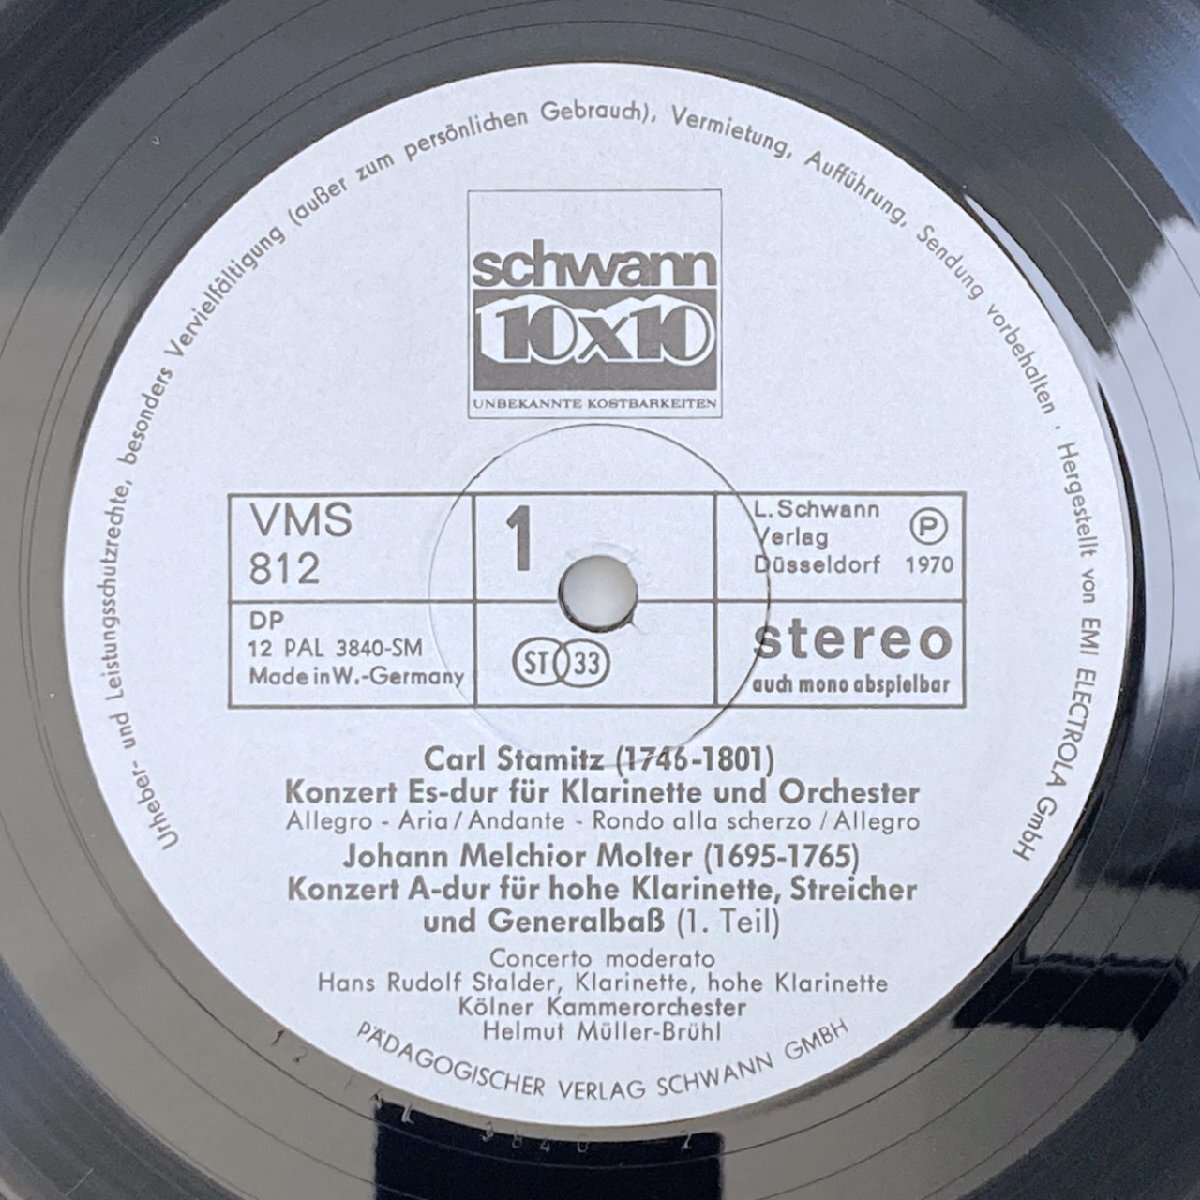 Urheber- und Leistungsschutzrechte, besonders Vervielfältigung (außer zum persönlichen Gebrauch), Vermietung, Aufführung, Sendung vorbehalten · Hergestellt von EMI ELECTROLA GmbH
schwann
10x10
UNBEKANNTE KOSTBARKEITEN
VMS
812
1
L. Schwann
Verlag
Düsseldorf
Ⓟ
1970
DP
12 PAL 3840-SM
Made in W.-Germany
ST 33
stereo
auch mono abspielbar
Carl Stamitz (1746-1801)
Konzert Es-dur für Klarinette und Orchester
Allegro - Aria / Andante - Rondo alla scherzo / Allegro
Johann Melchior Molter (1695-1765)
Konzert A-dur für hohe Klarinette, Streicher
und Generalbaß (1. Teil)
Concerto moderato
Hans Rudolf Stalder, Klarinette, hohe Klarinette
Kölner Kammerorchester
Helmut Müller-Brühl
PÄDAGOGISCHER VERLAG SCHWANN GMBH